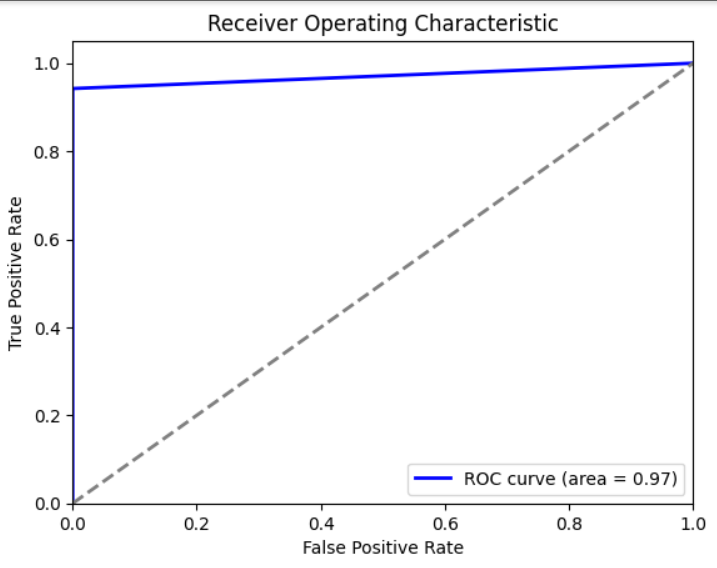 Receiver Operating Characteristic
1.0
0.8
0.6
0.4
0.2
0.0
True Positive Rate
ROC curve (area = 0.97)
0.0 0.2 0.4 0.6 0.8 1.0
False Positive Rate